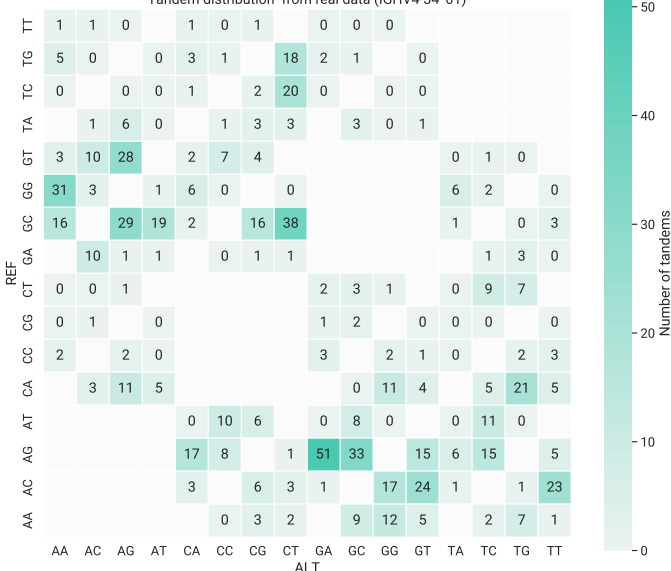 Tandem distribution from real data (IGHV4-34*01)
TT 1 1 0 1 0 1 0 0 0
TG 5 0 0 3 1 18 2 1 0
TC 0 0 0 1 2 20 0 0 0
TA 1 6 0 1 3 3 3 0 1
GT 3 10 28 2 7 4 0 1 0
GG 31 3 1 6 0 0 6 2 0
GC 16 29 19 2 16 38 1 0 3
GA 10 1 1 0 1 1 1 3 0
CT 0 0 1 2 3 1 0 9 7
CG 0 1 0 1 2 0 0 0 0
CC 2 2 0 3 2 1 0 2 3
CA 3 11 5 0 11 4 5 21 5
AT 0 10 6 0 8 0 0 11 0
AG 17 8 1 51 33 15 6 15 5
AC 3 6 3 1 17 24 1 1 23
AA 0 3 2 9 12 5 2 7 1
AA AC AG AT CA CC CG CT GA GC GG GT TA TC TG TT
ALT
REF
50
40
30
20
10
0
Number of tandems